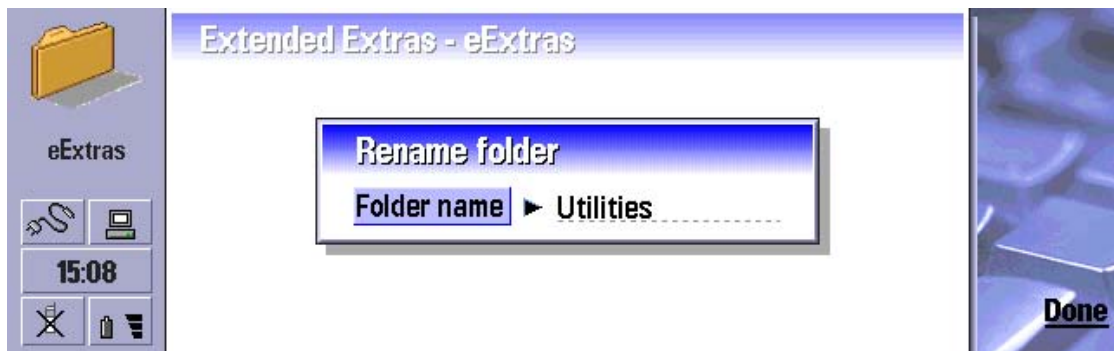 Extended Extras - eExtras
eExtras
Rename folder
Folder name Utilities
15:08
Done